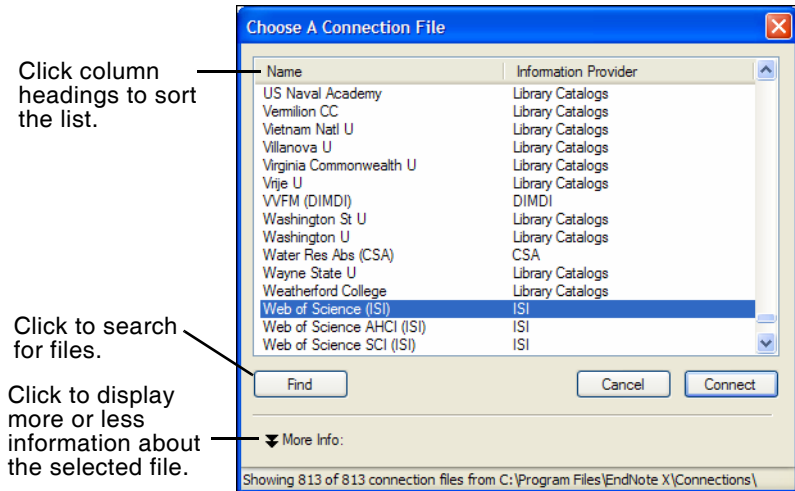 Choose A Connection File
Click column
headings to sort
the list.
Name Information Provider
US Naval Academy Library Catalogs
Vermilion CC Library Catalogs
Vietnam Natl U Library Catalogs
Villanova U Library Catalogs
Virginia Commonwealth U Library Catalogs
Vrije U Library Catalogs
VVFM (DIMDI) DIMDI
Washington St U Library Catalogs
Washington U Library Catalogs
Water Res Abs (CSA) CSA
Wayne State U Library Catalogs
Weatherford College Library Catalogs
Web of Science (ISI) ISI
Web of Science AHCI (ISI) ISI
Web of Science SCI (ISI) ISI
Click to search
for files.
Find Cancel Connect
Click to display
more or less
information about
the selected file.
More Info:
Showing 813 of 813 connection files from C:\Program Files\EndNote X\Connections\